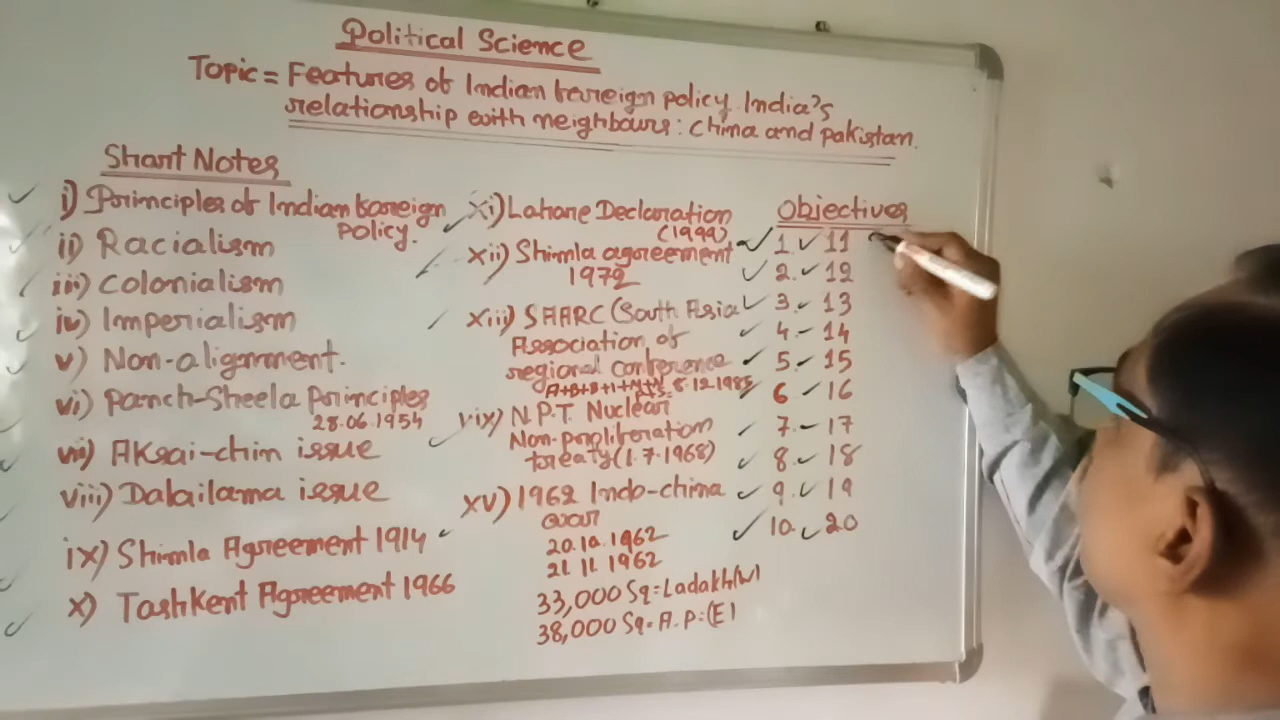 Political Science
Topic = Features of Indian foreign policy. India's
relationship with neighbours: China and pakistan.
Short Notes
i) Principles of Indian foreign
policy.
ii) Racialism
iii) Colonialism
iv) Imperialism
v) Non-alignment.
vi) Panch-Sheela Principles
28.06.1954
vii) Aksai-chin issue
viii) Dalailama issue
ix) Shimla Agreement 1914
x) Tashkent Agreement 1966
xi) Lahore Declaration
(1999)
xii) Shimla agreement
1972
xiii) SAARC (South Asia
Association of
regional conference
A+B+B+I+M+N 8.12.1985
vix) N.P.T. Nuclear
Non-proliferation
treaty (1.7.1968)
xv) 1962 Indo-china
war
20.10.1962
21.11.1962
33,000 Sq = Ladakh(W)
38,000 Sq = A.P = (E)
Objectives
✓ 1 ✓ 11
✓ 2 ✓ 12
✓ 3 ✓ 13
✓ 4 ✓ 14
✓ 5 ✓ 15
✓ 6 ✓ 16
✓ 7 ✓ 17
✓ 8 ✓ 18
✓ 9 ✓ 19
✓ 10 ✓ 20